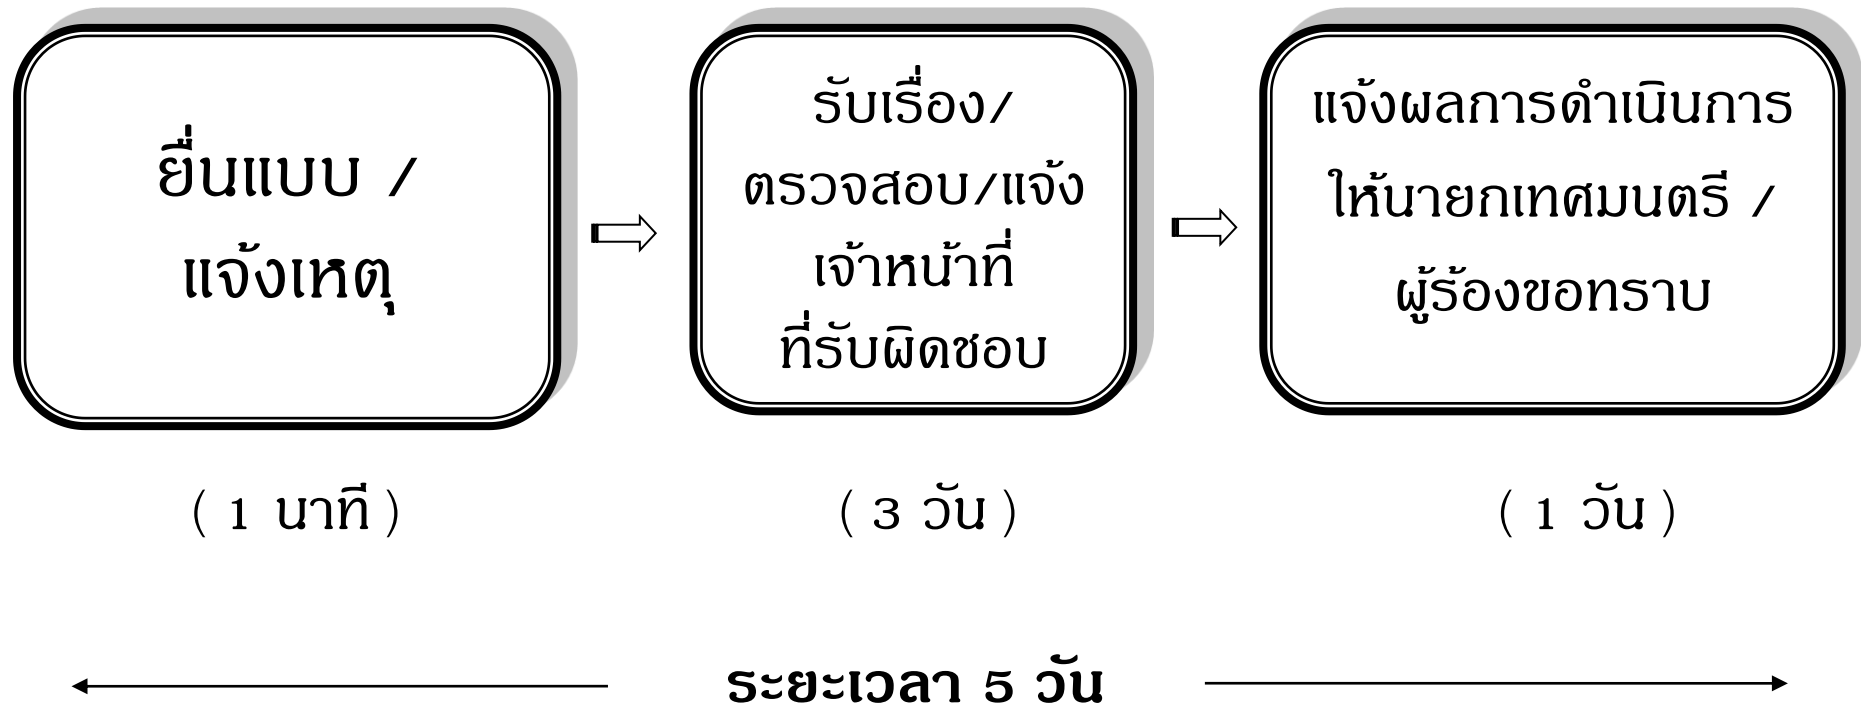 ยื่นแบบ /
แจ้งเหตุ
รับเรื่อง/
ตรวจสอบ/แจ้ง
เจ้าหน้าที่
ที่รับผิดชอบ
แจ้งผลการดำเนินการ
ให้นายกเทศมนตรี /
ผู้ร้องขอทราบ
( 1 นาที )
( 3 วัน )
( 1 วัน )
ระยะเวลา 5 วัน